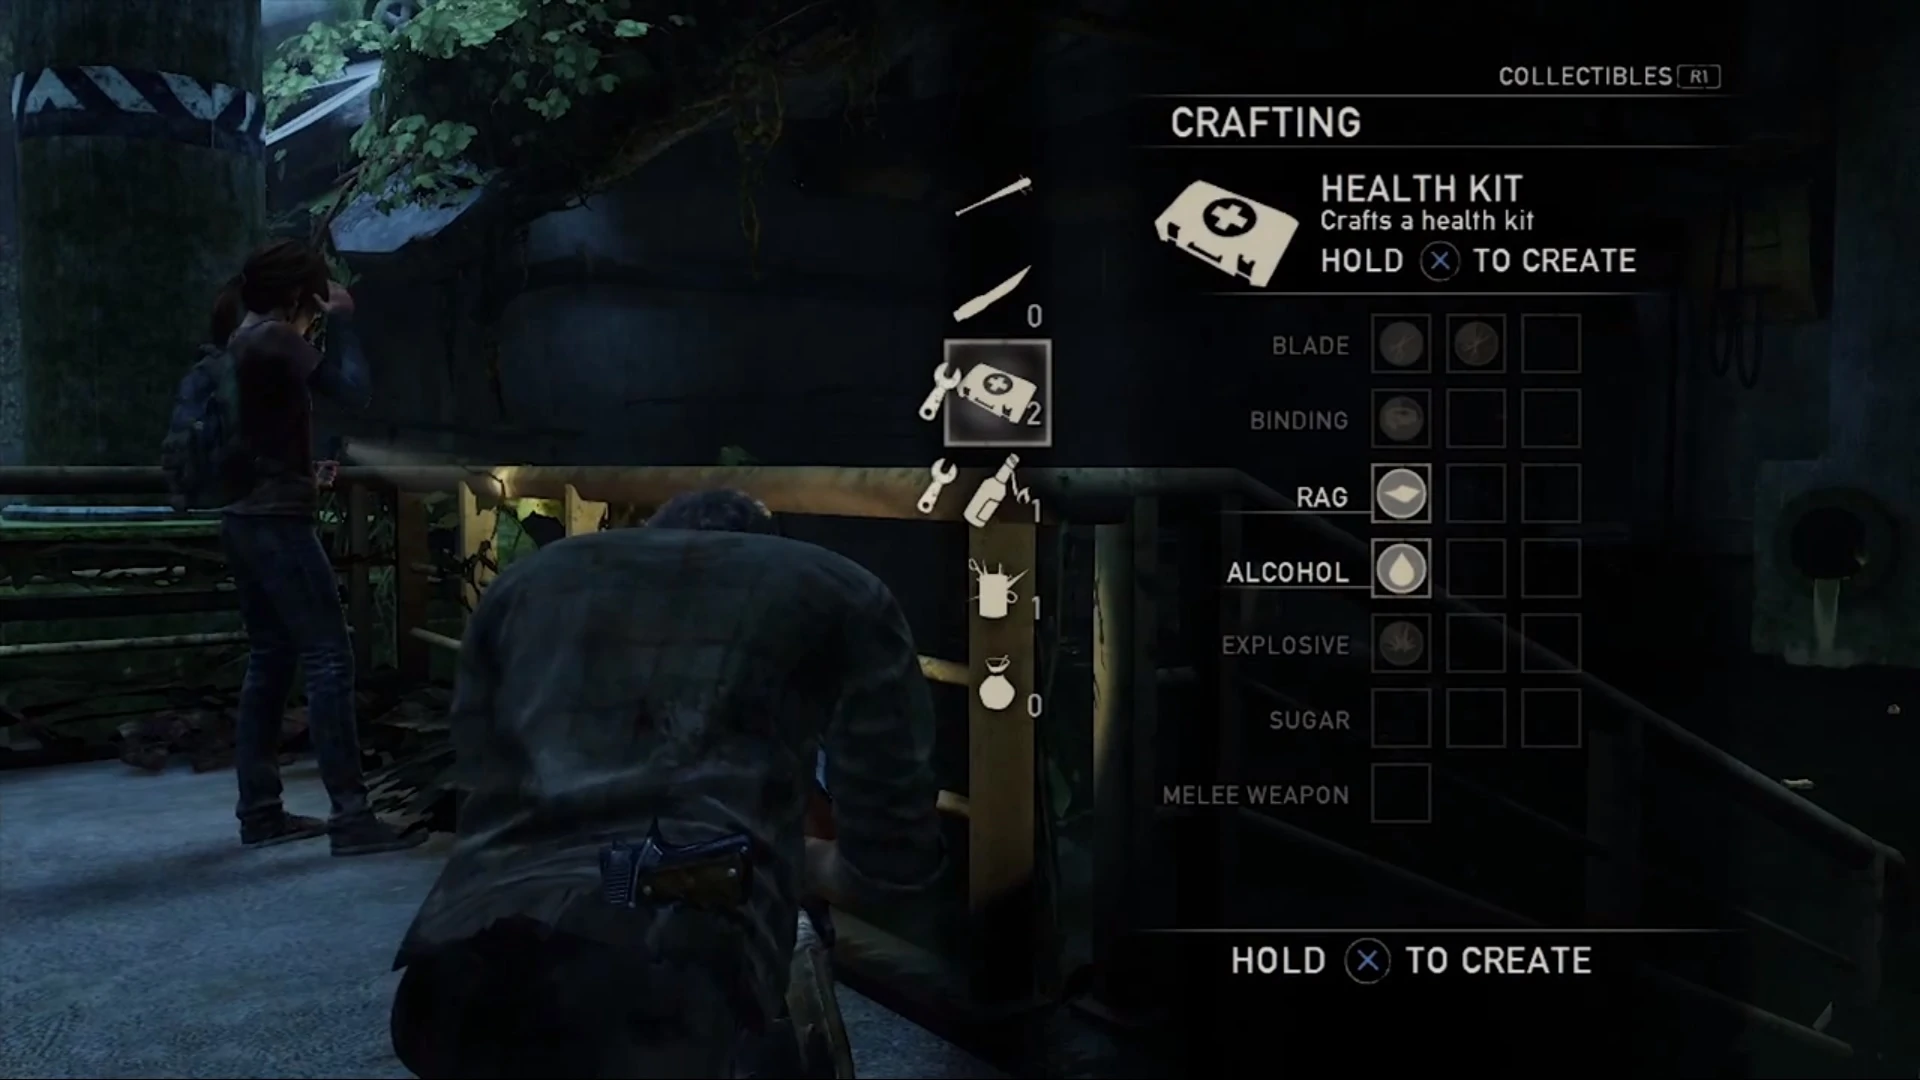 COLLECTIBLES R1
CRAFTING
HEALTH KIT
Crafts a health kit
HOLD X TO CREATE
0
2
1
1
0
BLADE
BINDING
RAG
ALCOHOL
EXPLOSIVE
SUGAR
MELEE WEAPON
HOLD X TO CREATE